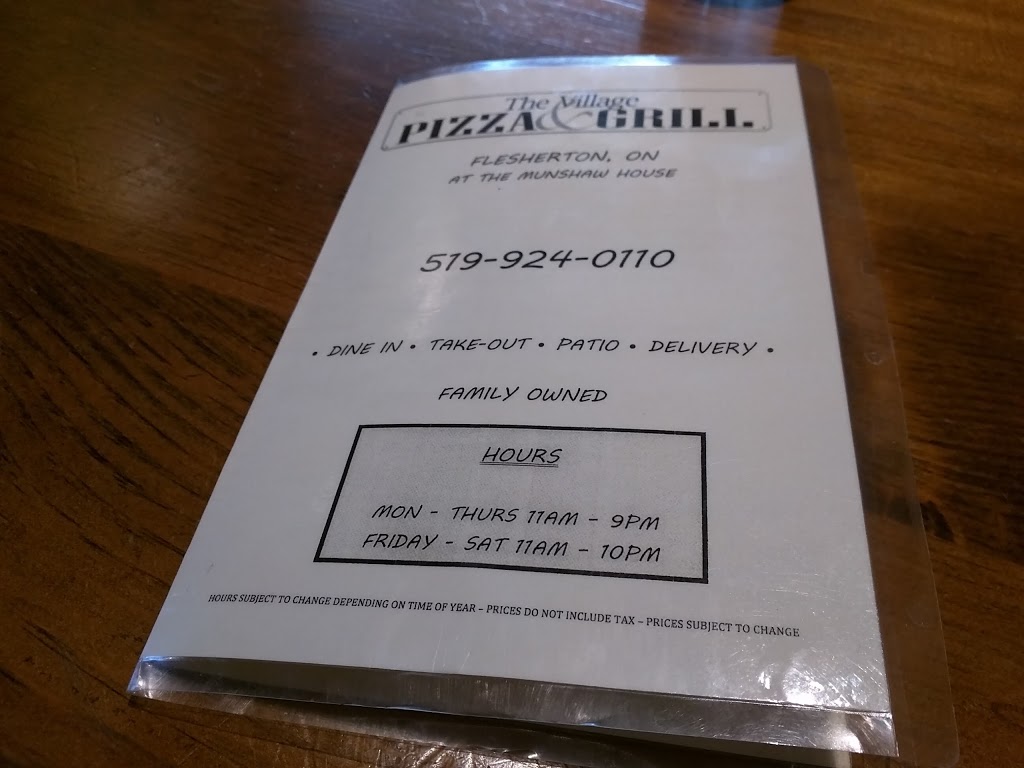 The Village
PIZZA & GRILL
FLESHERTON, ON
AT THE MUNSHAW HOUSE
519-924-0110
• DINE IN • TAKE-OUT • PATIO • DELIVERY •
FAMILY OWNED
HOURS
MON - THURS 11AM - 9PM
FRIDAY - SAT 11AM - 10PM
HOURS SUBJECT TO CHANGE DEPENDING ON TIME OF YEAR – PRICES DO NOT INCLUDE TAX – PRICES SUBJECT TO CHANGE